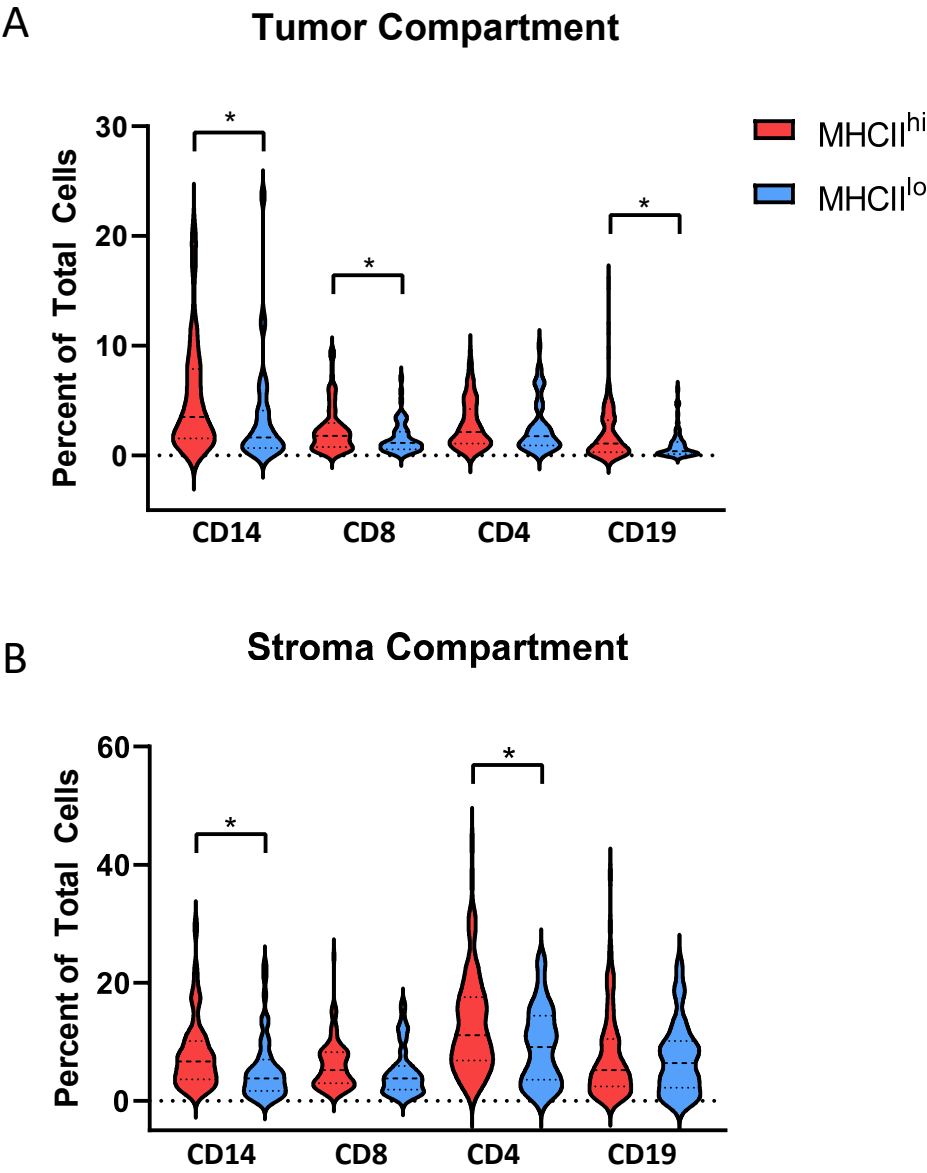 A
Tumor Compartment
Percent of Total Cells
30
20
10
0
*
*
*
MHCII^hi
MHCII^lo
CD14 CD8 CD4 CD19
B
Stroma Compartment
Percent of Total Cells
60
40
20
0
*
*
CD14 CD8 CD4 CD19